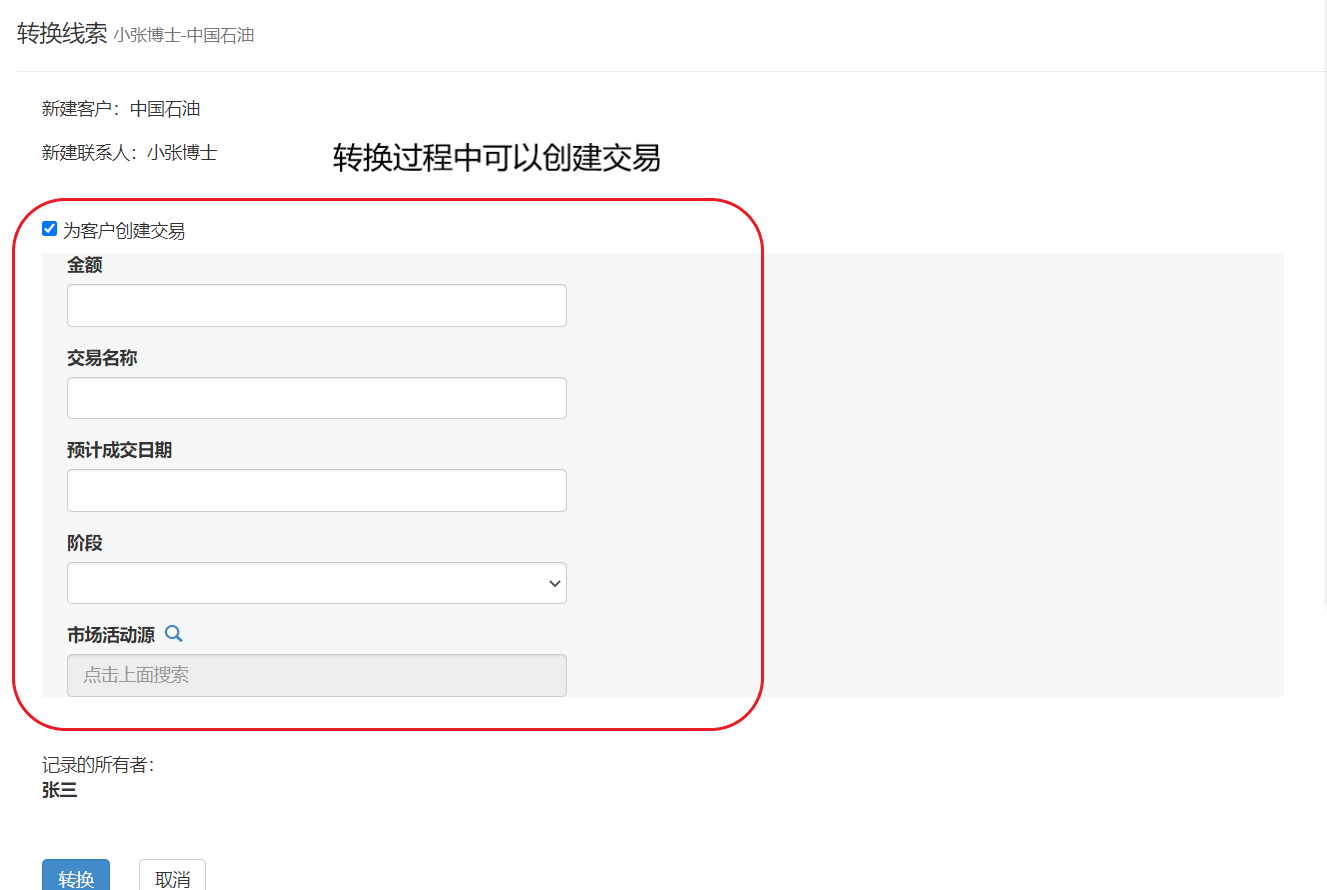 转换线索 小张博士-中国石油
新建客户：中国石油
新建联系人：小张博士
转换过程中可以创建交易
为客户创建交易
金额
交易名称
预计成交日期
阶段
市场活动源
点击上面搜索
记录的所有者：
张三
转换 取消